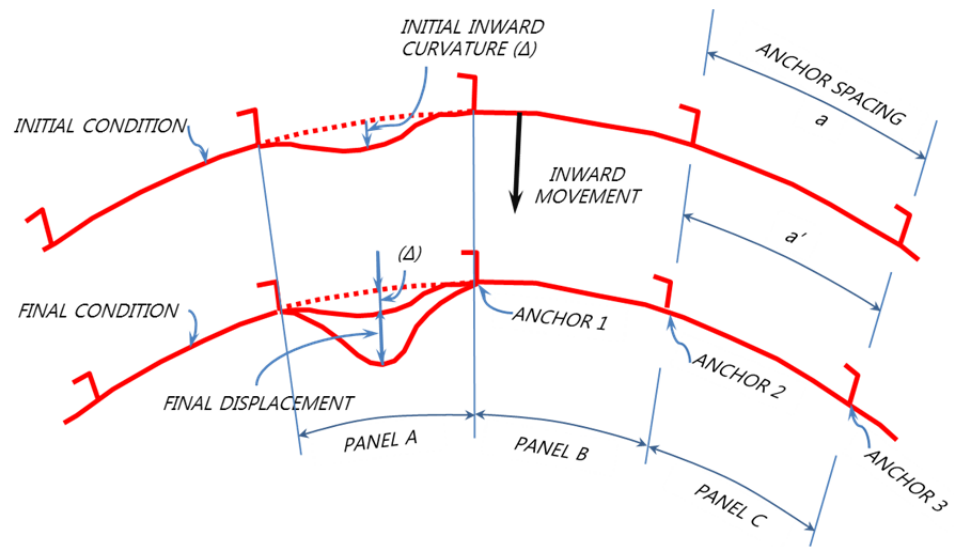 INITIAL INWARD
CURVATURE (Δ)
ANCHOR SPACING
a
INITIAL CONDITION
INWARD
MOVEMENT
a'
(Δ)
FINAL CONDITION
ANCHOR 1
ANCHOR 2
FINAL DISPLACEMENT
PANEL A
PANEL B
ANCHOR 3
PANEL C